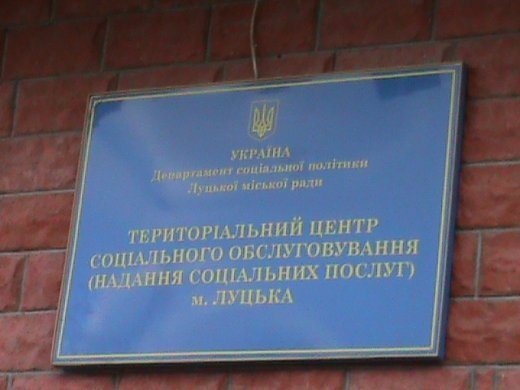 УКРАЇНА
Департамент соціальної політики
Луцької міської ради
ТЕРИТОРІАЛЬНИЙ ЦЕНТР
СОЦІАЛЬНОГО ОБСЛУГОВУВАННЯ
(НАДАННЯ СОЦІАЛЬНИХ ПОСЛУГ)
м. ЛУЦЬКА